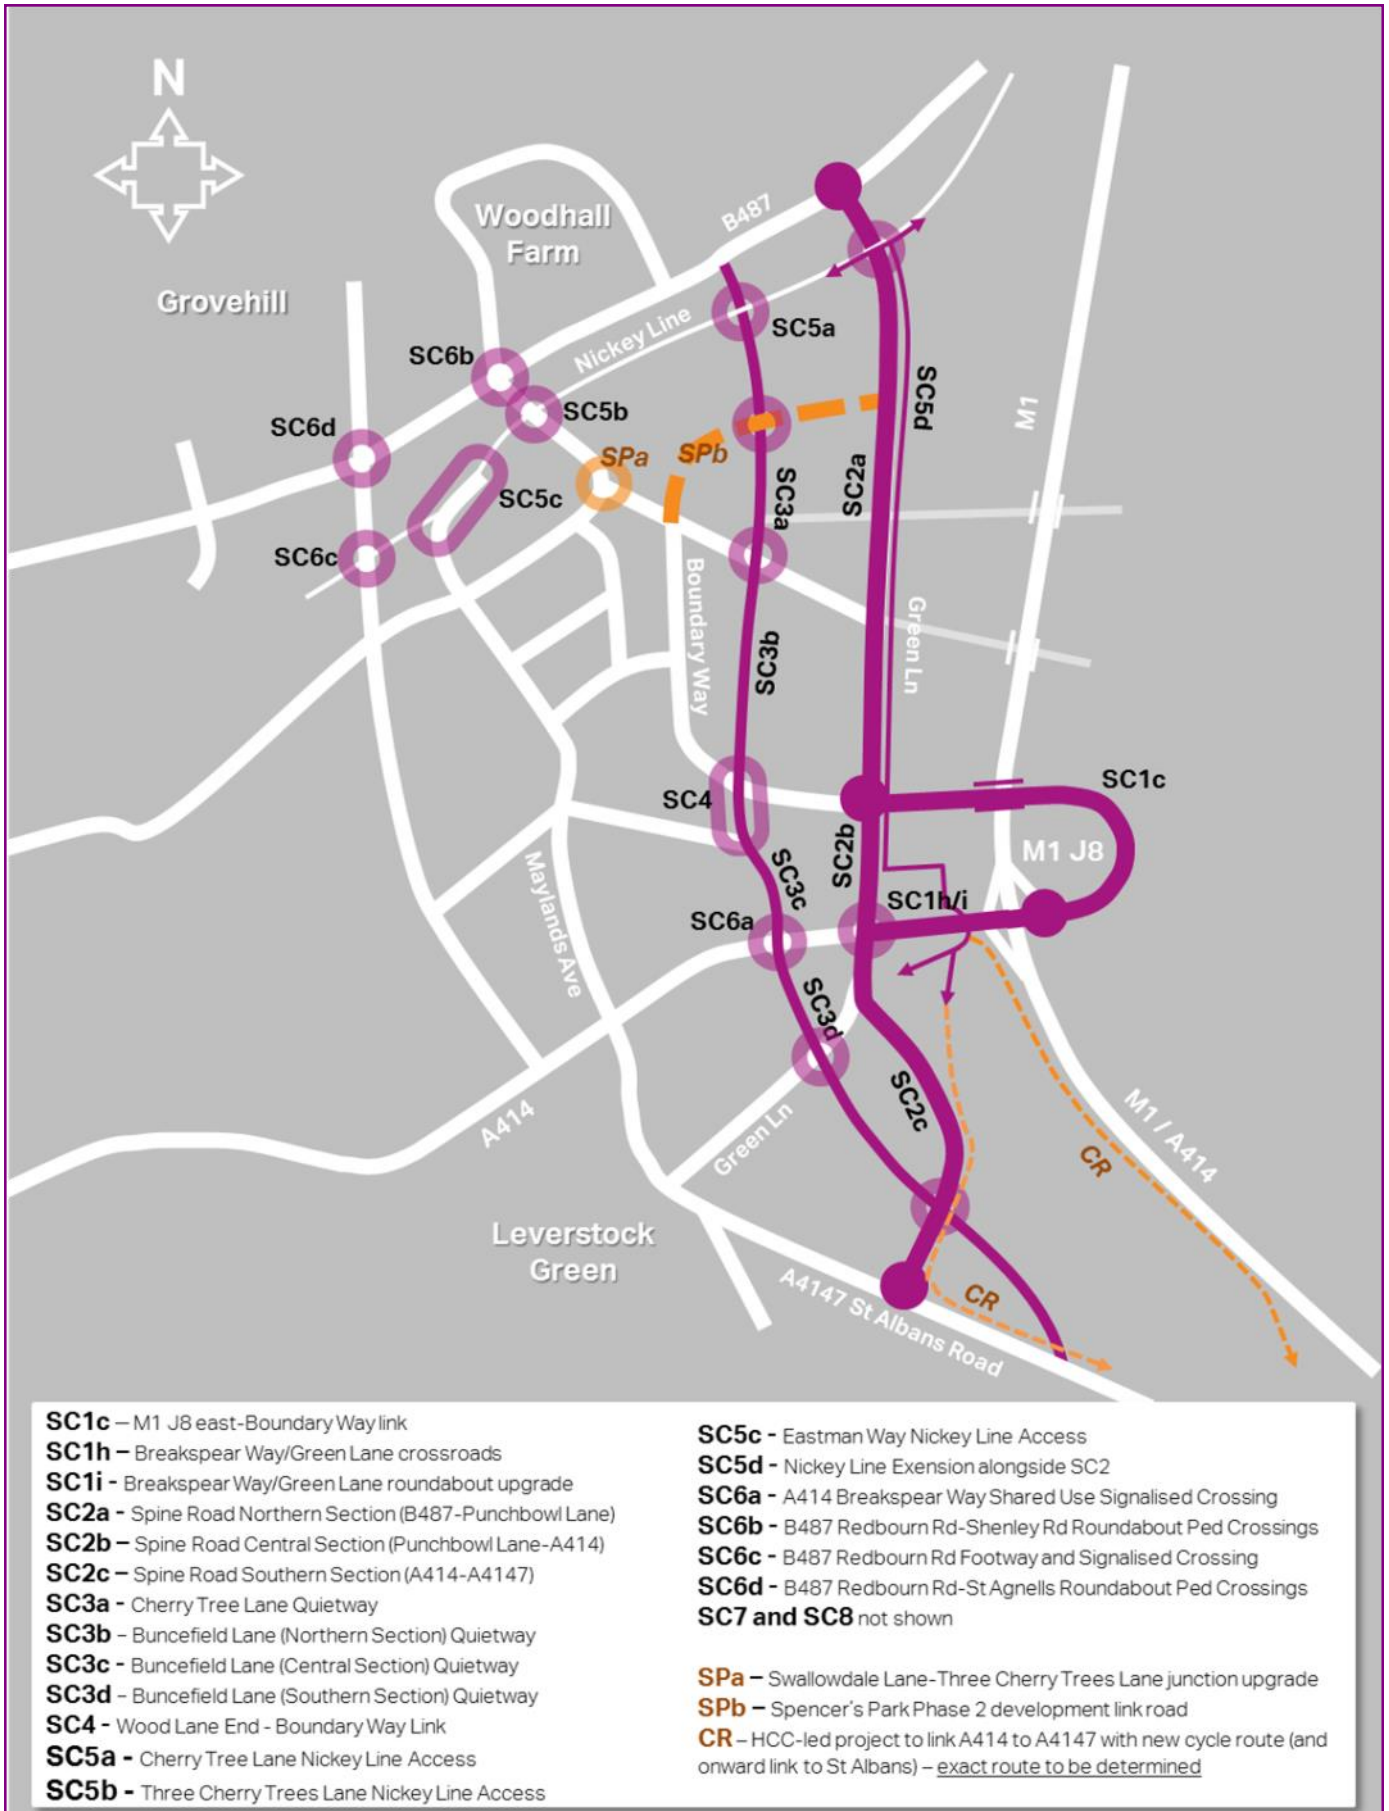 N
Woodhall
Farm
B487
Grovehill
Nickey Line
SC5a
SC6b
SC5b
SC5d
M1
SC6d
SPa
SPb
SC2a
SC3a
SC5c
SC6c
Boundary Way
Green Ln
SC3b
SC1c
SC4
SC2b
M1 J8
SC3c
SC1h/i
Maylands Ave
SC6a
SC3d
SC2c
A414
Green Ln
M1 / A414
CR
Leverstock
Green
CR
A4147 St Albans Road
SC1c – M1 J8 east-Boundary Way link
SC1h – Breakspear Way/Green Lane crossroads
SC1i - Breakspear Way/Green Lane roundabout upgrade
SC2a - Spine Road Northern Section (B487-Punchbowl Lane)
SC2b – Spine Road Central Section (Punchbowl Lane-A414)
SC2c – Spine Road Southern Section (A414-A4147)
SC3a - Cherry Tree Lane Quietway
SC3b – Buncefield Lane (Northern Section) Quietway
SC3c - Buncefield Lane (Central Section) Quietway
SC3d – Buncefield Lane (Southern Section) Quietway
SC4 - Wood Lane End - Boundary Way Link
SC5a - Cherry Tree Lane Nickey Line Access
SC5b - Three Cherry Trees Lane Nickey Line Access
SC5c - Eastman Way Nickey Line Access
SC5d - Nickey Line Exension alongside SC2
SC6a - A414 Breakspear Way Shared Use Signalised Crossing
SC6b - B487 Redbourn Rd-Shenley Rd Roundabout Ped Crossings
SC6c - B487 Redbourn Rd Footway and Signalised Crossing
SC6d - B487 Redbourn Rd-St Agnells Roundabout Ped Crossings
SC7 and SC8 not shown
SPa – Swallowdale Lane-Three Cherry Trees Lane junction upgrade
SPb – Spencer's Park Phase 2 development link road
CR – HCC-led project to link A414 to A4147 with new cycle route (and
onward link to St Albans) – exact route to be determined